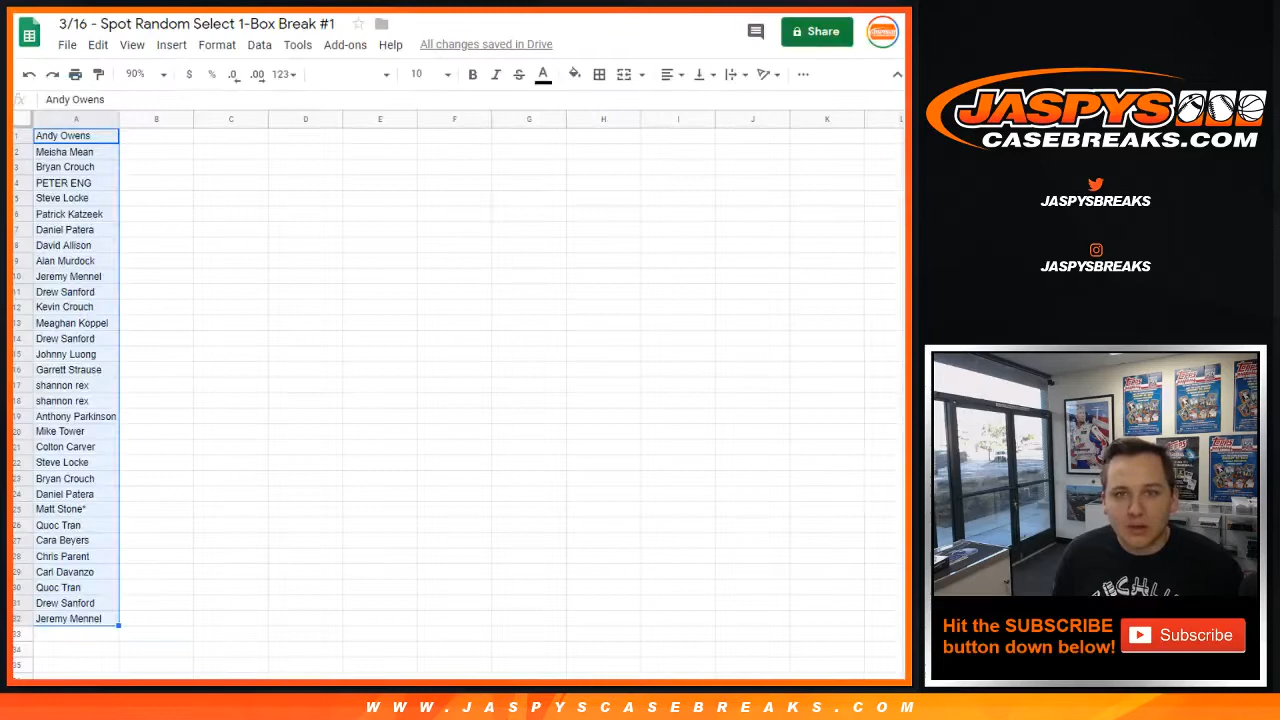 3/16 - Spot Random Select 1-Box Break #1
File Edit View Insert Format Data Tools Add-ons Help All changes saved in Drive
Share
90% $ % .0 .00 123 10 B I S A
fx Andy Owens
A B C D E F G H I J K L
1 Andy Owens
2 Meisha Mean
3 Bryan Crouch
4 PETER ENG
5 Steve Locke
6 Patrick Katzeek
7 Daniel Patera
8 David Allison
9 Alan Murdock
10 Jeremy Mennel
11 Drew Sanford
12 Kevin Crouch
13 Meaghan Koppel
14 Drew Sanford
15 Johnny Luong
16 Garrett Strause
17 shannon rex
18 shannon rex
19 Anthony Parkinson
20 Mike Tower
21 Colton Carver
22 Steve Locke
23 Bryan Crouch
24 Daniel Patera
25 Matt Stone*
26 Quoc Tran
27 Cara Beyers
28 Chris Parent
29 Carl Davanzo
30 Quoc Tran
31 Drew Sanford
32 Jeremy Mennel
33
34
35
JASPYS
CASEBREAKS.COM
JASPYSBREAKS
JASPYSBREAKS
Hit the SUBSCRIBE
button down below!
Subscribe
WWW.JASPYSCASEBREAKS.COM